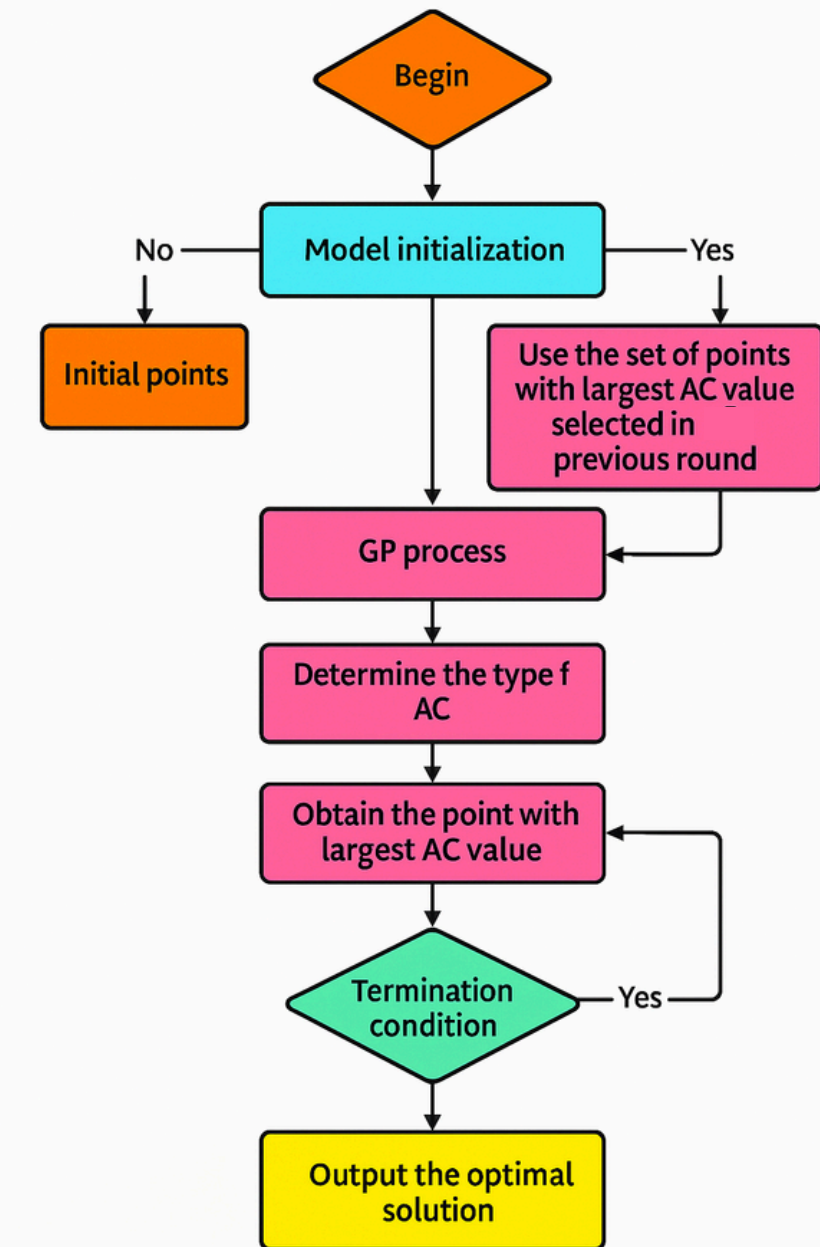 Begin
No
Model initialization
Yes
Initial points
Use the set of points
with largest AC value
selected in
previous round
GP process
Determine the type f
AC
Obtain the point with
largest AC value
Termination
condition
Yes
Output the optimal
solution